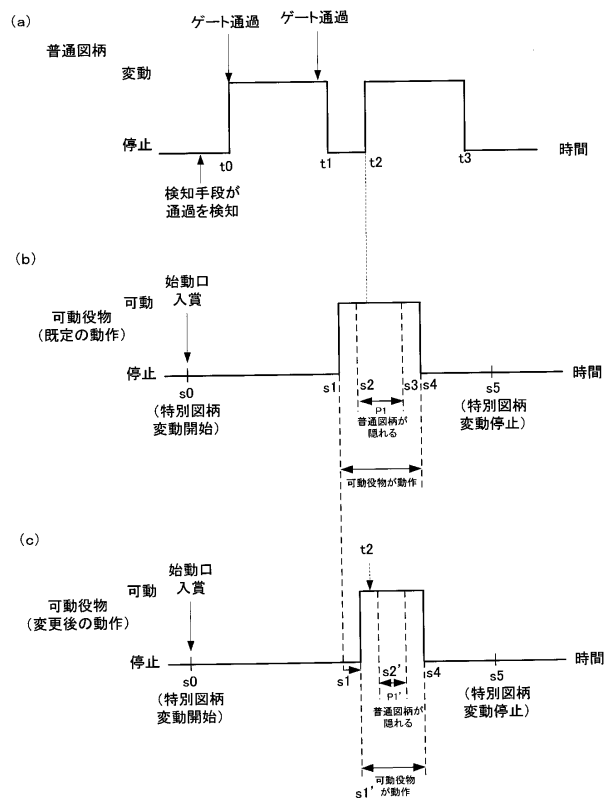 (a)
ゲート通過
ゲート通過
普通図柄
変動
停止
t0
t1
t2
t3
時間
検知手段が
通過を検知
(b)
始動口
入賞
可動役物
(既定の動作)
可動
停止
s0
s1
s2
s3
s4
s5
時間
(特別図柄
変動開始)
P1
普通図柄が
隠れる
(特別図柄
変動停止)
可動役物が動作
(c)
t2
始動口
入賞
可動役物
(変更後の動作)
可動
停止
s0
s1
s2'
s4
s5
時間
(特別図柄
変動開始)
P1'
普通図柄が
隠れる
(特別図柄
変動停止)
可動役物
が動作
s1'